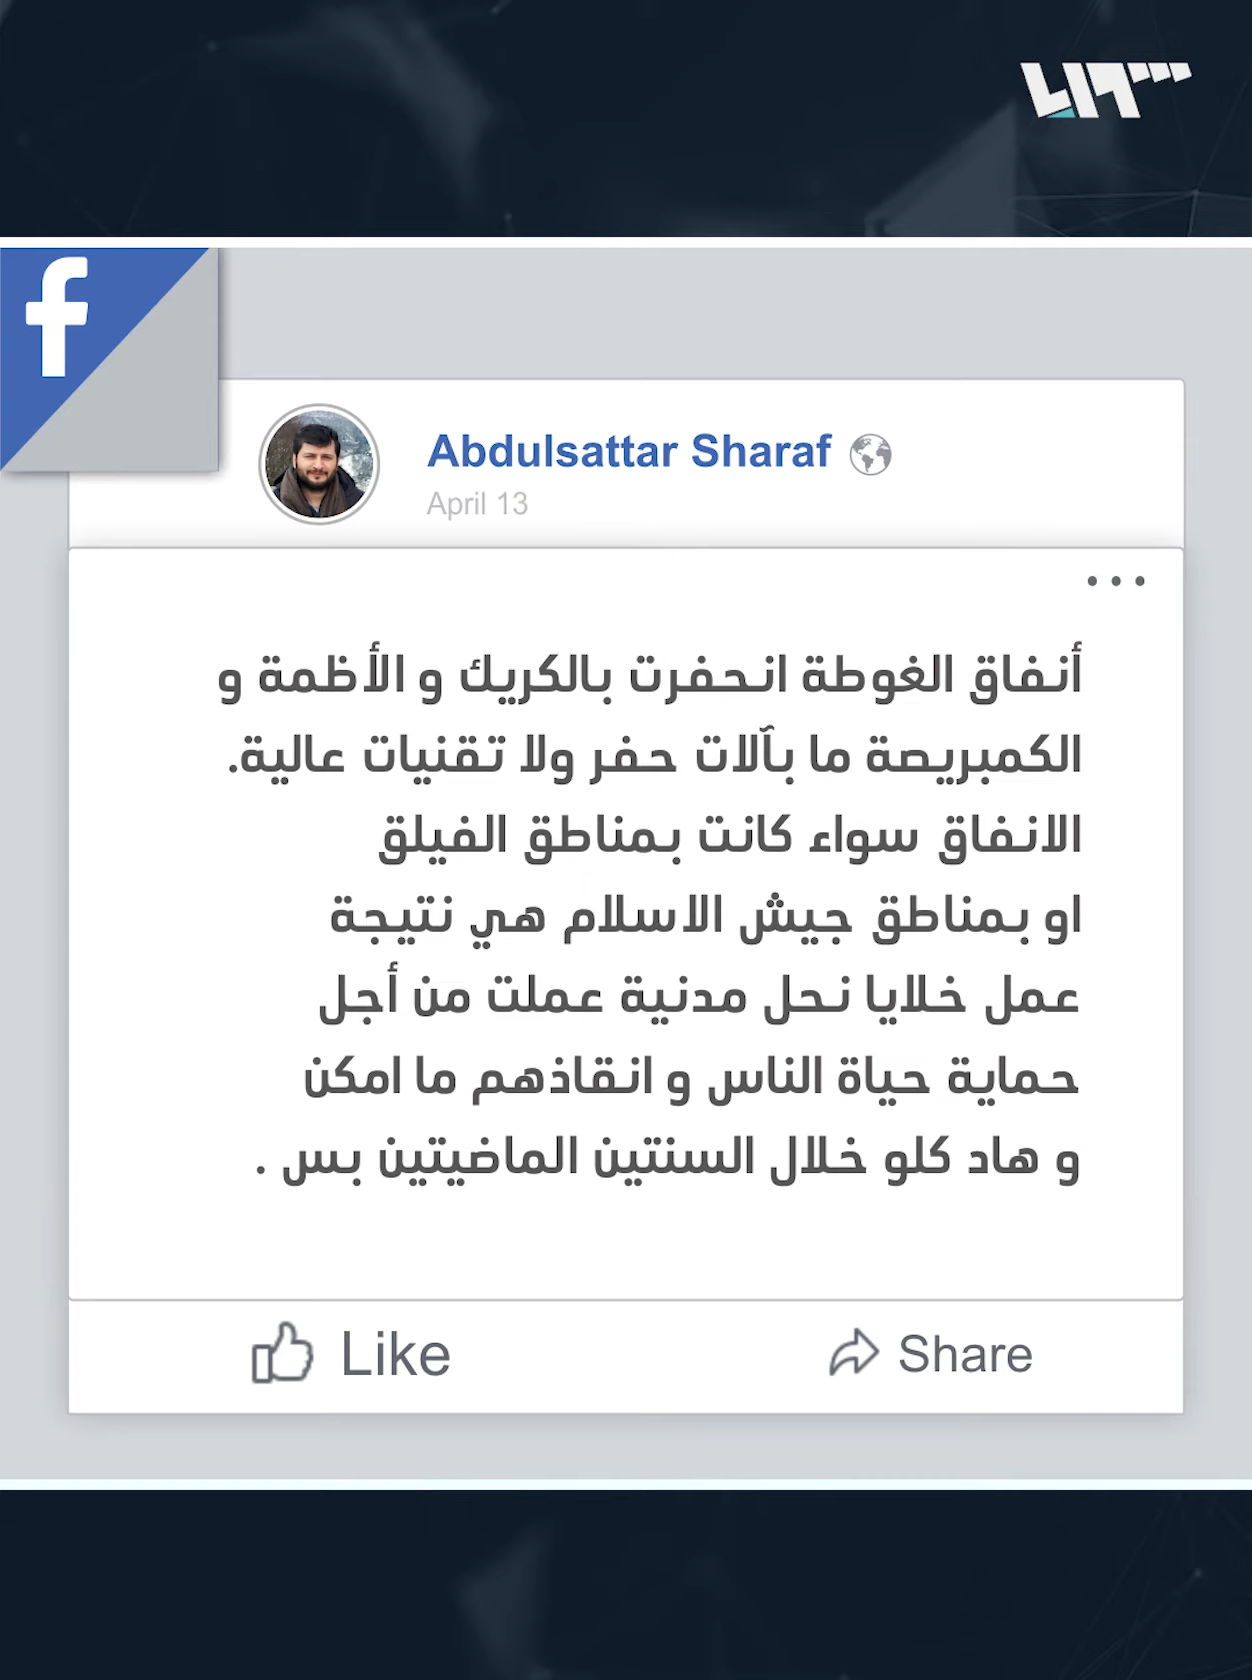 سوريا
f
Abdulsattar Sharaf
April 13
أنفاق الغوطة انحفرت بالكريك و الأظمة و
الكمبريصة ما بآلات حفر ولا تقنيات عالية.
الانفاق سواء كانت بمناطق الفيلق
او بمناطق جيش الاسلام هي نتيجة
عمل خلايا نحل مدنية عملت من أجل
حماية حياة الناس و انقاذهم ما امكن
و هاد كلو خلال السنتين الماضيتين بس .
Like
Share